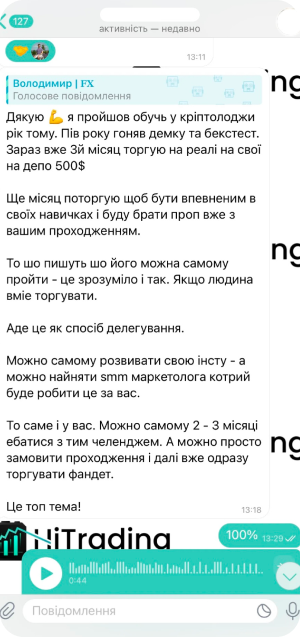 127
активність — недавно
13:11
ng
Володимир | FX
Голосове повідомлення
Дякую 💪 я пройшов обучь у кріптолоджи
рік тому. Пів року гоняв демку та бекстест.
Зараз вже 3й місяц торгую на реалі на свої
на депо 500$
Ще місяц поторгую щоб бути впевненим в
своїх навичках і буду брати проп вже з
вашим проходженням.
ng
То шо пишуть шо його можна самому
пройти - це зрозуміло і так. Якщо людина
вміє торгувати.
Аде це як спосіб делегування.
Можно самому розвивати свою інсту - а
можно найняти smm маркетолога котрий
буде робити це за вас.
То саме і у вас. Можно самому 2 - 3 місяці
ебатися з тим челенджем. А можно просто
замовити проходження і далі вже одразу
торгувати фандет.
ng
Це топ тема!
13:18
HiTrading
100% 13:29
0:44
Повідомлення